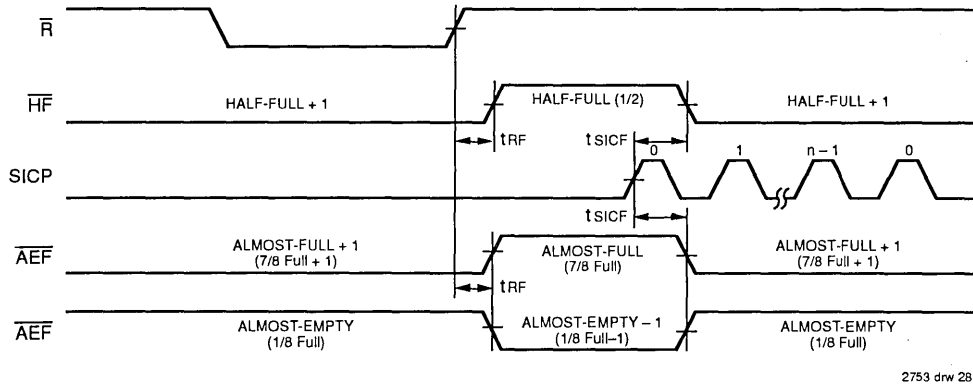 R
HF
HALF-FULL + 1
HALF-FULL (1/2)
HALF-FULL + 1
tRF
tSICF
SICP
0
1
n – 1
0
tSICF
AEF
ALMOST-FULL + 1
(7/8 Full + 1)
ALMOST-FULL
(7/8 Full)
ALMOST-FULL + 1
(7/8 Full + 1)
tRF
AEF
ALMOST-EMPTY
(1/8 Full)
ALMOST-EMPTY – 1
(1/8 Full–1)
ALMOST-EMPTY
(1/8 Full)
2753 drw 28